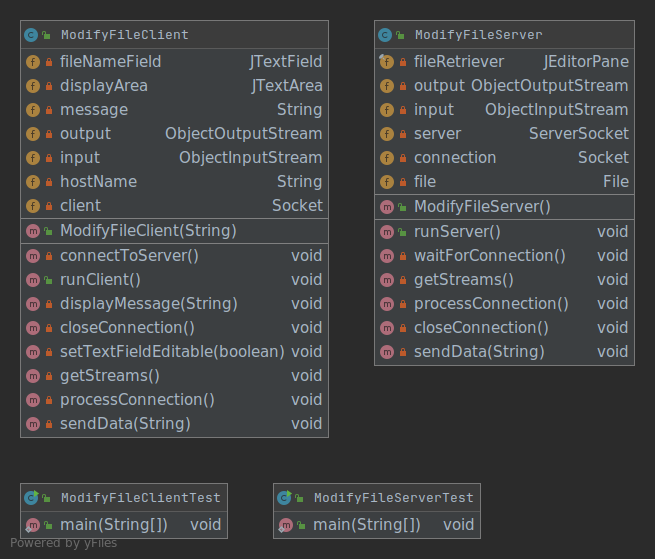 ModifyFileClient
fileNameField JTextField
displayArea JTextArea
message String
output ObjectOutputStream
input ObjectInputStream
hostName String
client Socket
ModifyFileClient(String)
connectToServer() void
runClient() void
displayMessage(String) void
closeConnection() void
setTextFieldEditable(boolean) void
getStreams() void
processConnection() void
sendData(String) void
ModifyFileServer
fileRetriever JEditorPane
output ObjectOutputStream
input ObjectInputStream
server ServerSocket
connection Socket
file File
ModifyFileServer()
runServer() void
waitForConnection() void
getStreams() void
processConnection() void
closeConnection() void
sendData(String) void
ModifyFileClientTest
main(String[]) void
ModifyFileServerTest
main(String[]) void
Powered by yFiles